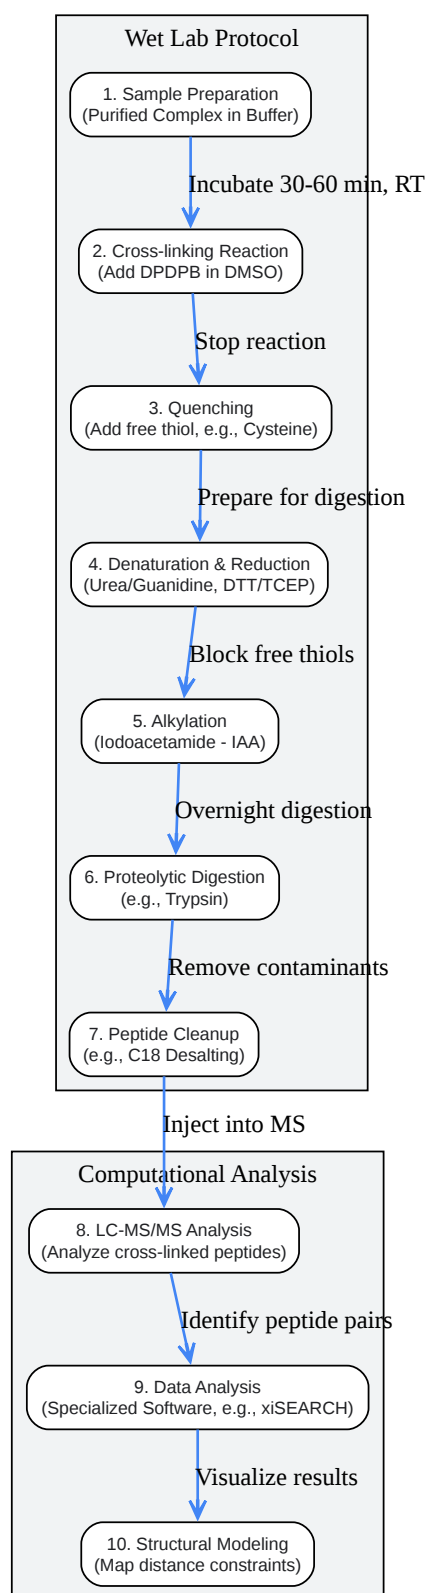 Wet Lab Protocol
1. Sample Preparation
(Purified Complex in Buffer)
Incubate 30-60 min, RT
2. Cross-linking Reaction
(Add DPDPB in DMSO)
Stop reaction
3. Quenching
(Add free thiol, e.g., Cysteine)
Prepare for digestion
4. Denaturation & Reduction
(Urea/Guanidine, DTT/TCEP)
Block free thiols
5. Alkylation
(Iodoacetamide - IAA)
Overnight digestion
6. Proteolytic Digestion
(e.g., Trypsin)
Remove contaminants
7. Peptide Cleanup
(e.g., C18 Desalting)
Inject into MS
Computational Analysis
8. LC-MS/MS Analysis
(Analyze cross-linked peptides)
Identify peptide pairs
9. Data Analysis
(Specialized Software, e.g., xiSEARCH)
Visualize results
10. Structural Modeling
(Map distance constraints)